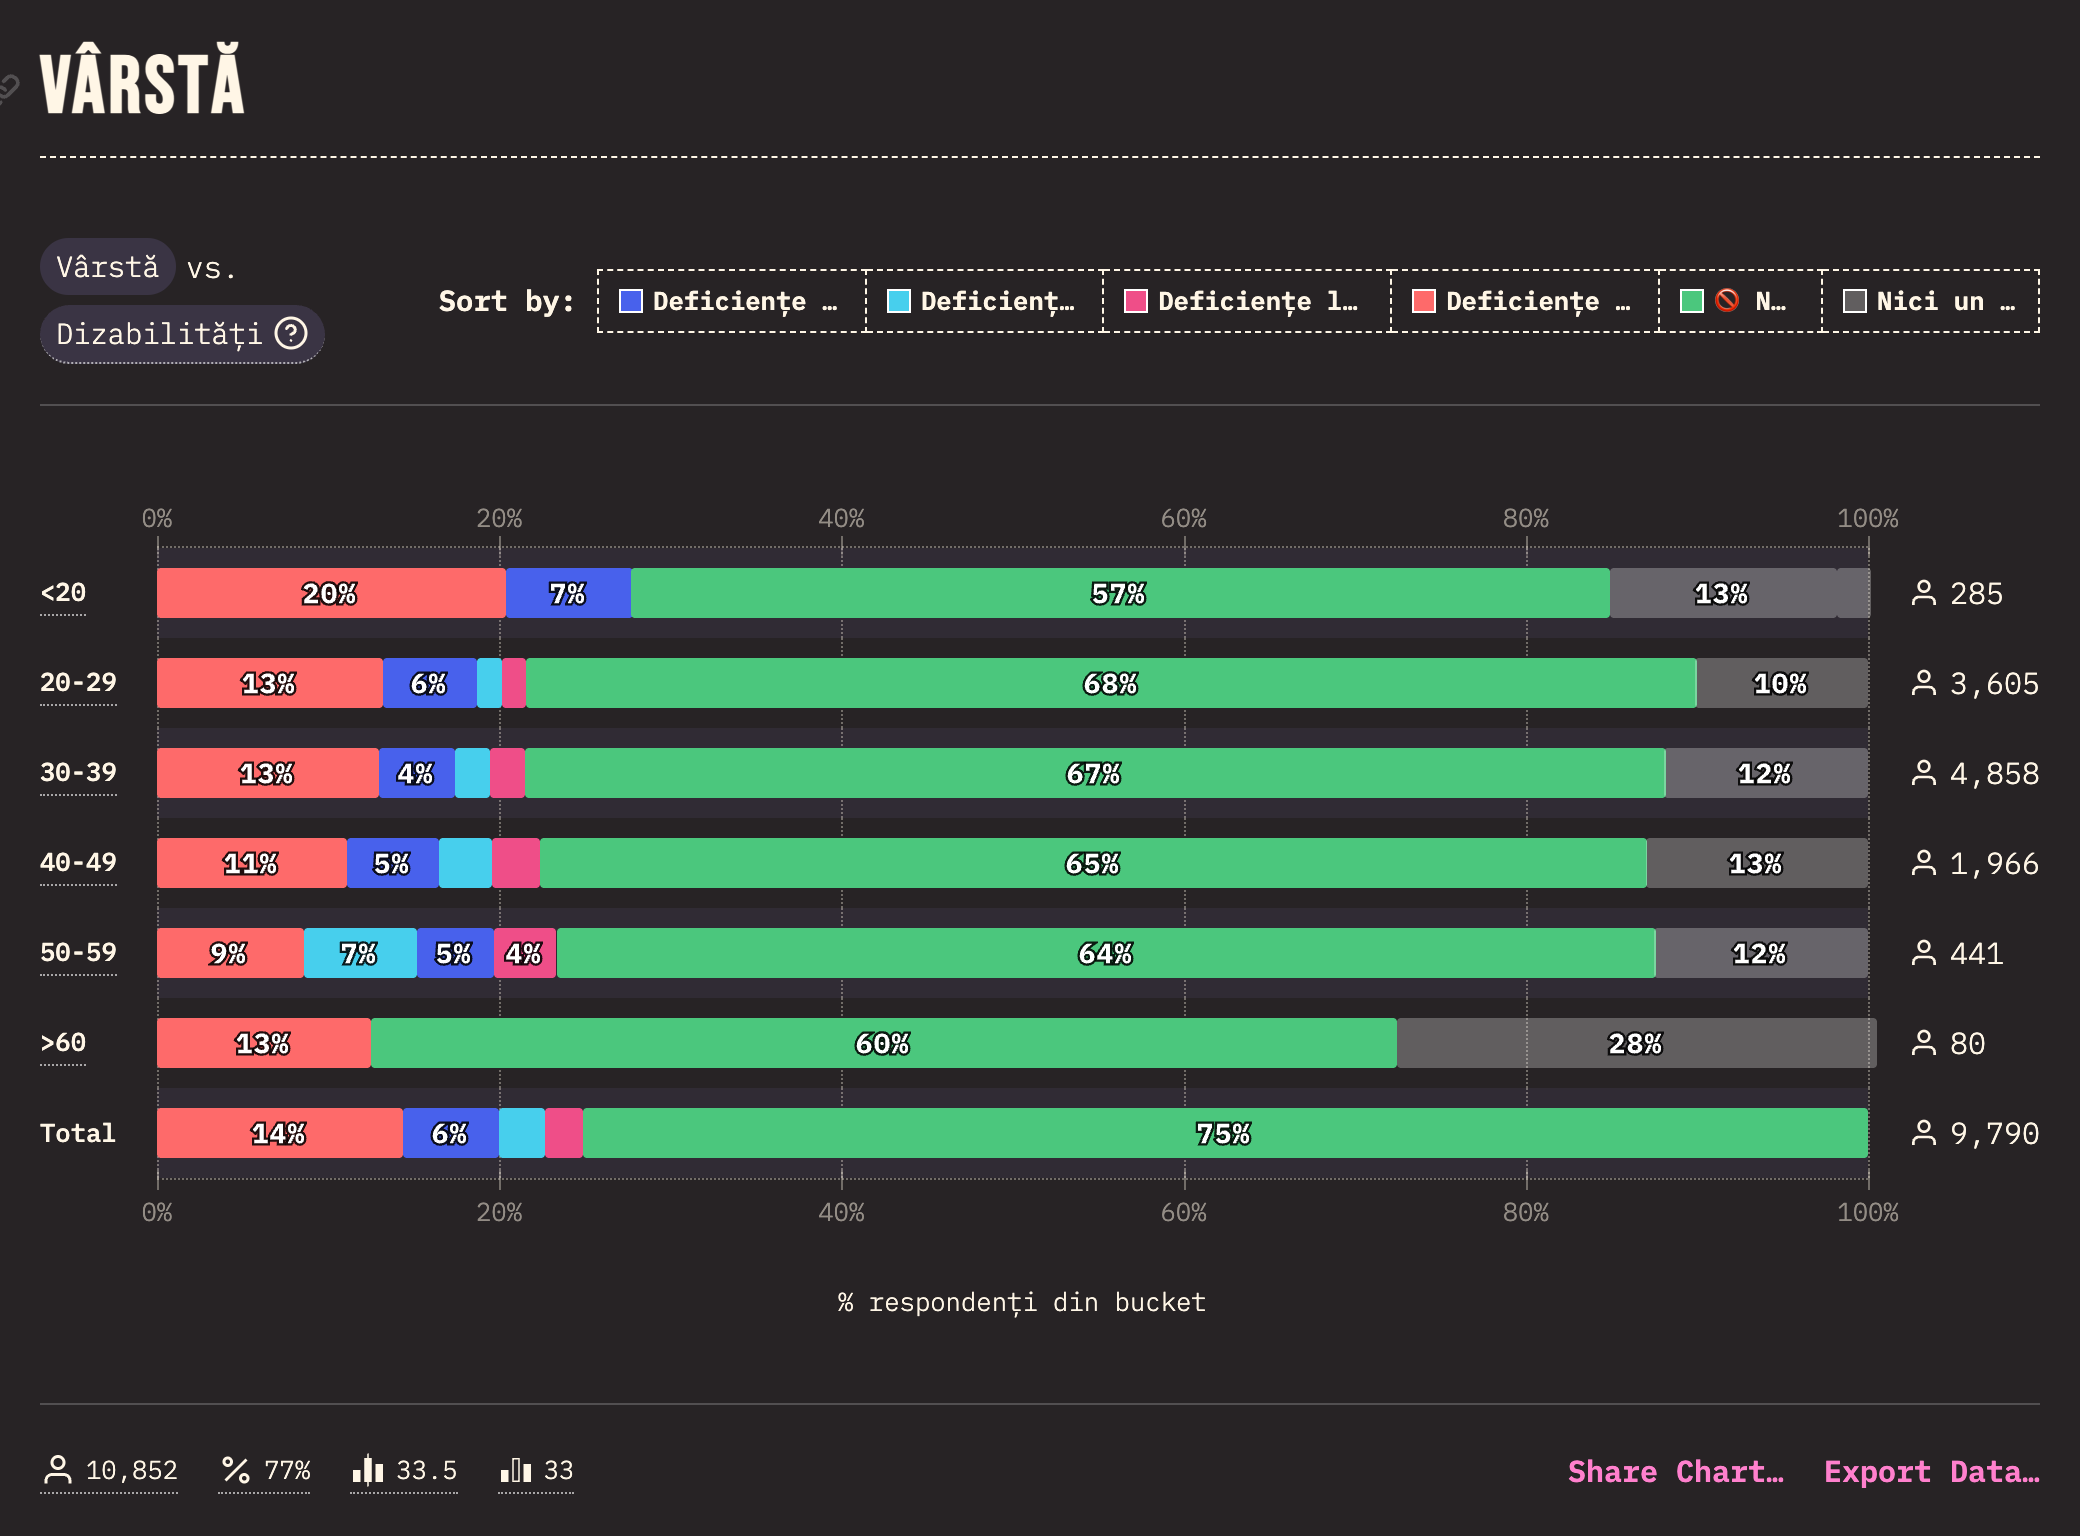 VÂRSTĂ
Vârstă vs.
Dizabilități
Sort by: Deficiențe … Deficienț… Deficiențe l… Deficiențe … 🚫 N… Nici un …
0% 20% 40% 60% 80% 100%
<20 20% 7% 57% 13% 285
20-29 13% 6% 68% 10% 3,605
30-39 13% 4% 67% 12% 4,858
40-49 11% 5% 65% 13% 1,966
50-59 9% 7% 5% 4% 64% 12% 441
>60 13% 60% 28% 80
Total 14% 6% 75% 9,790
0% 20% 40% 60% 80% 100%
% respondenți din bucket
10,852 77% 33.5 33 Share Chart… Export Data…